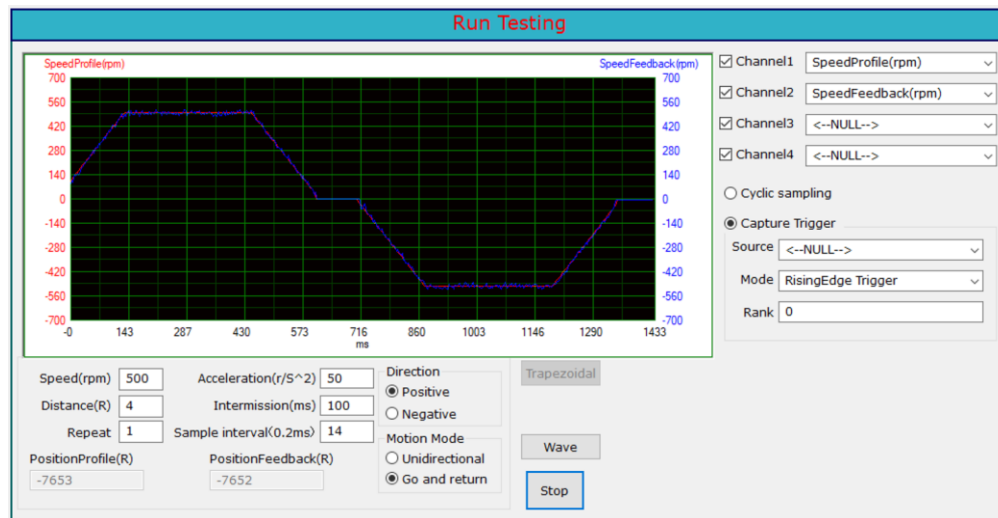 Run Testing
SpeedProfile(rpm) SpeedFeedback(rpm)
700 700
560 560
420 420
280 280
140 140
0 0
-140 -140
-280 -280
-420 -420
-560 -560
-700 -700
-0 143 287 430 573 716 860 1003 1146 1290 1433
ms
Channel1 SpeedProfile(rpm)
Channel2 SpeedFeedback(rpm)
Channel3 <--NULL-->
Channel4 <--NULL-->
Cyclic sampling
Capture Trigger
Source <--NULL-->
Mode RisingEdge Trigger
Rank 0
Speed(rpm) 500 Acceleration(r/S^2) 50
Distance(R) 4 Intermission(ms) 100
Repeat 1 Sample interval(0.2ms) 14
PositionProfile(R) PositionFeedback(R)
-7653 -7652
Direction
Positive
Negative
Motion Mode
Unidirectional
Go and return
Trapezoidal
Wave
Stop